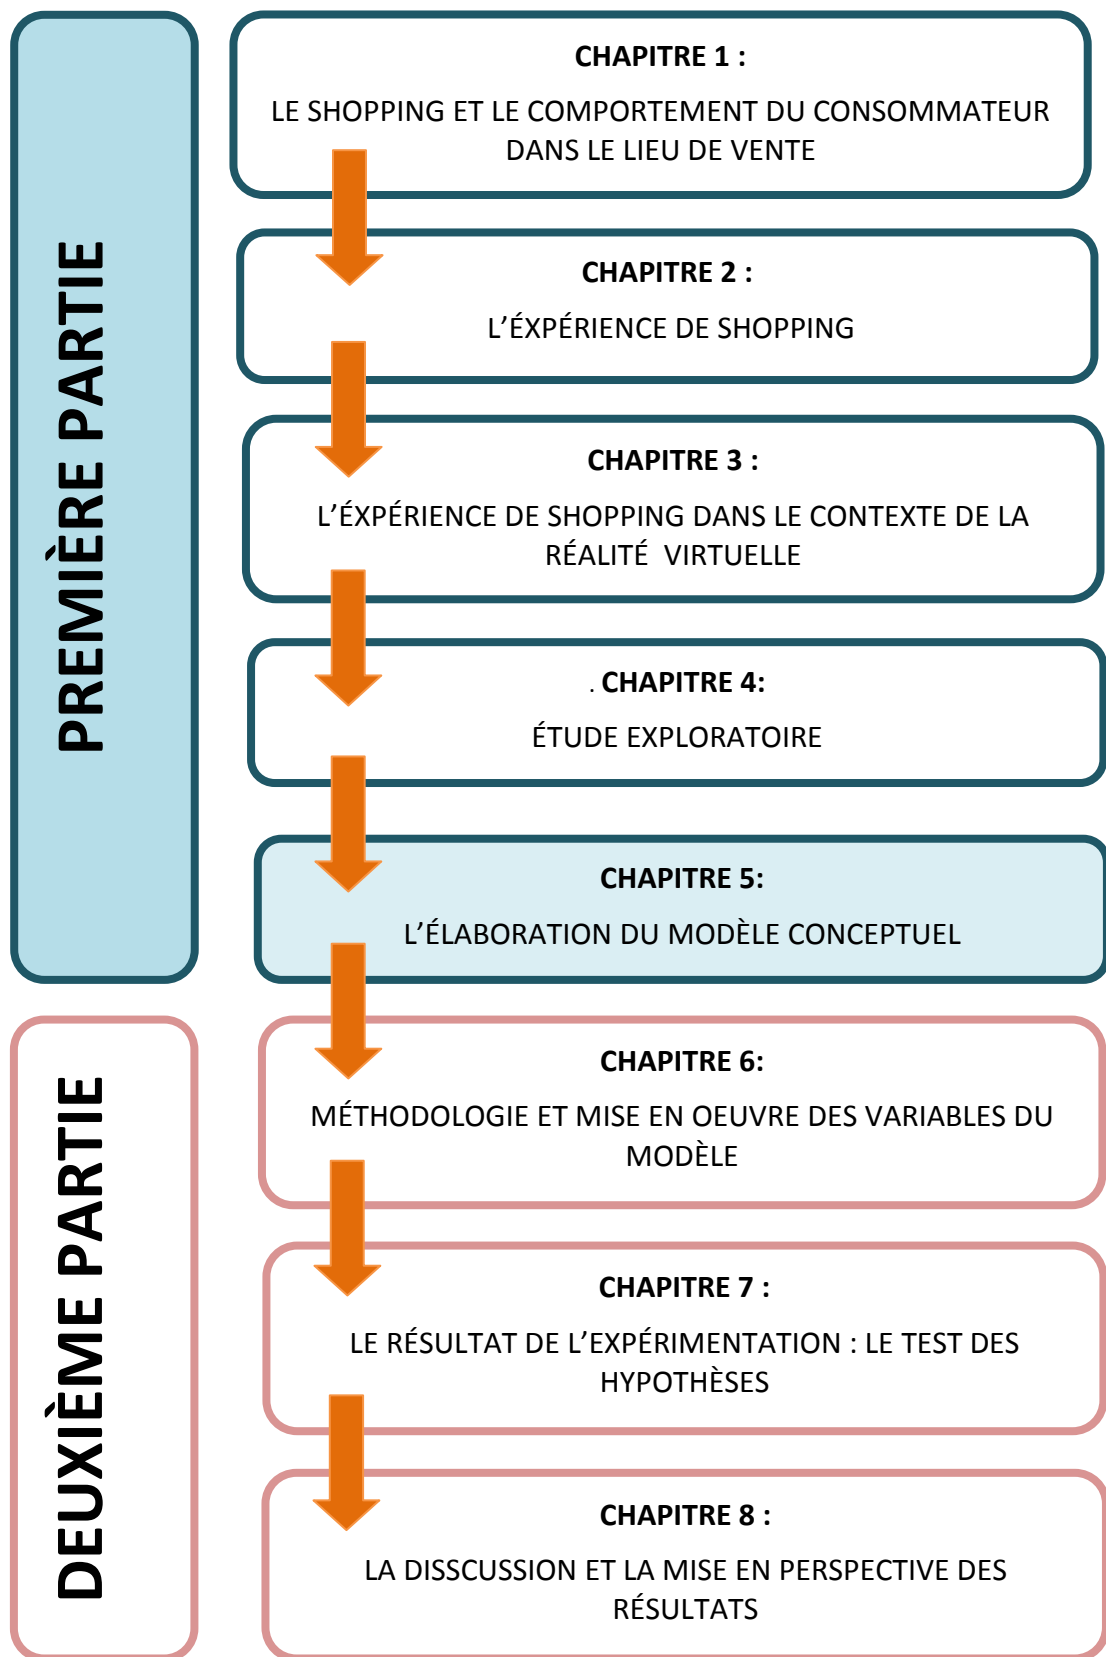 PREMIÈRE PARTIE
CHAPITRE 1 :
LE SHOPPING ET LE COMPORTEMENT DU CONSOMMATEUR
DANS LE LIEU DE VENTE
CHAPITRE 2 :
L’ÉXPÉRIENCE DE SHOPPING
CHAPITRE 3 :
L’ÉXPÉRIENCE DE SHOPPING DANS LE CONTEXTE DE LA
RÉALITÉ VIRTUELLE
. CHAPITRE 4:
ÉTUDE EXPLORATOIRE
CHAPITRE 5:
L’ÉLABORATION DU MODÈLE CONCEPTUEL
DEUXIÈME PARTIE
CHAPITRE 6:
MÉTHODOLOGIE ET MISE EN OEUVRE DES VARIABLES DU
MODÈLE
CHAPITRE 7 :
LE RÉSULTAT DE L’EXPÉRIMENTATION : LE TEST DES
HYPOTHÈSES
CHAPITRE 8 :
LA DISSCUSSION ET LA MISE EN PERSPECTIVE DES
RÉSULTATS